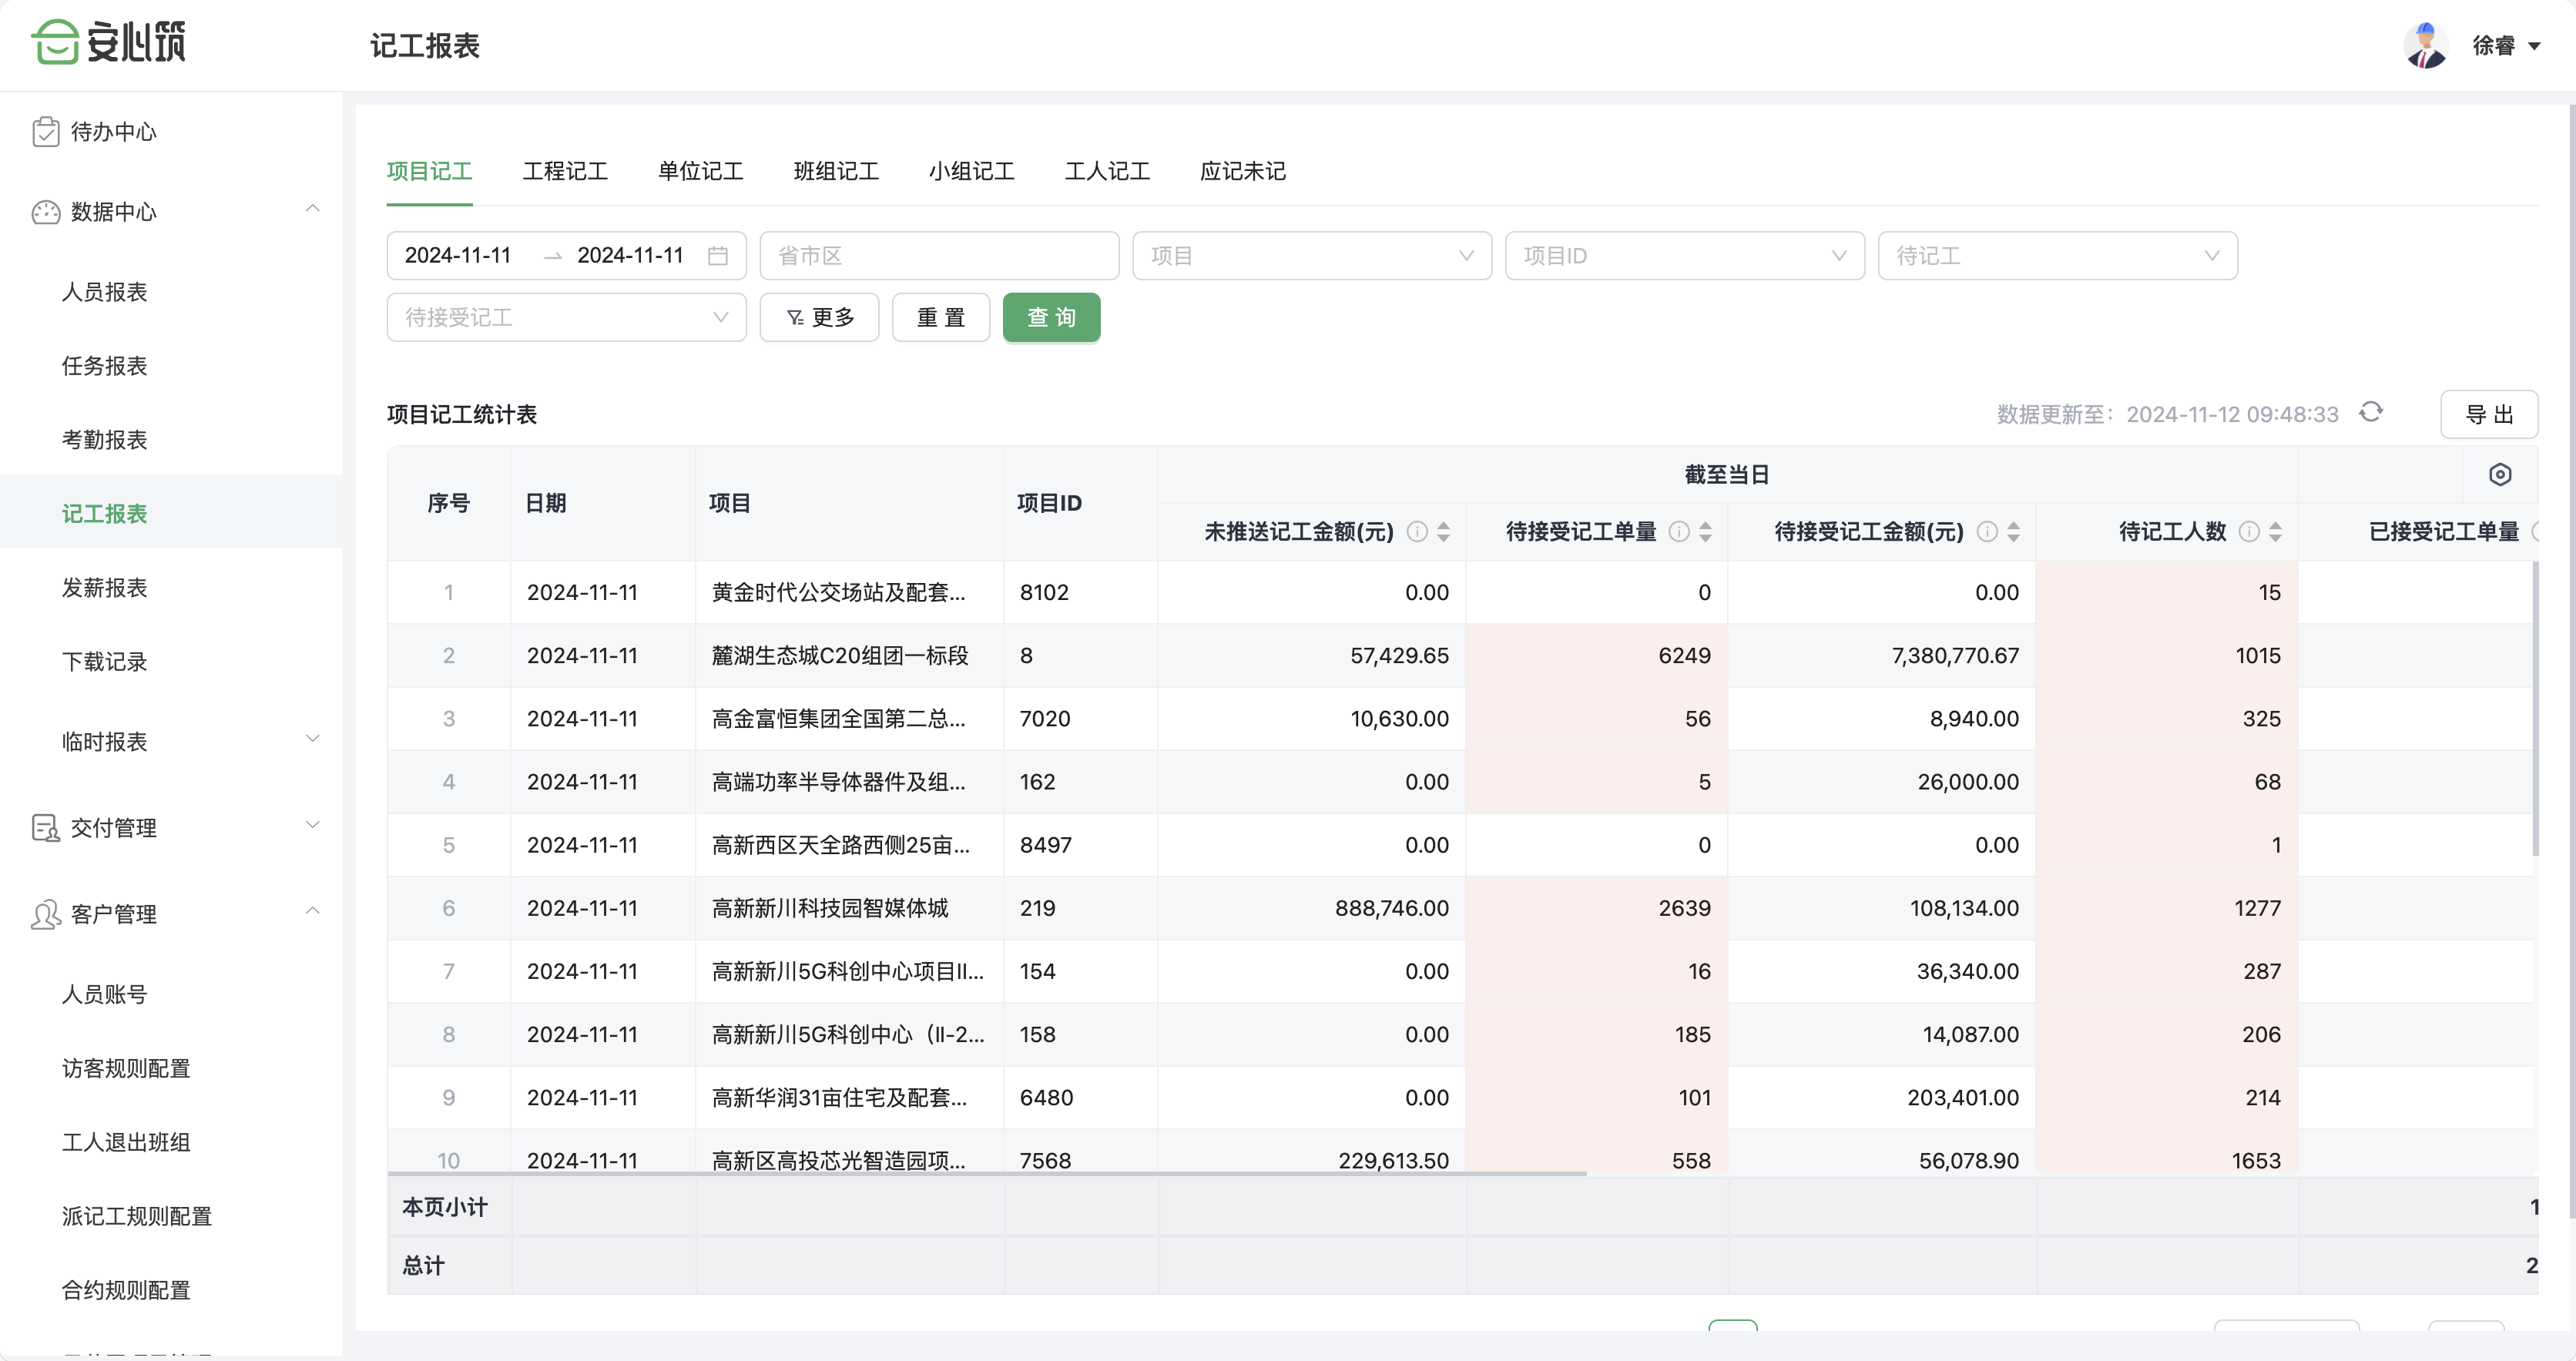 安心筑
记工报表
徐睿
待办中心
数据中心
人员报表
任务报表
考勤报表
记工报表
发薪报表
下载记录
临时报表
交付管理
客户管理
人员账号
访客规则配置
工人退出班组
派记工规则配置
合约规则配置
项目记工 工程记工 单位记工 班组记工 小组记工 工人记工 应记未记
2024-11-11 → 2024-11-11 省市区 项目 项目ID 待记工
待接受记工 更多 重 置 查 询
项目记工统计表 数据更新至：2024-11-12 09:48:33 导 出
截至当日
序号 日期 项目 项目ID
未推送记工金额(元) 待接受记工单量 待接受记工金额(元) 待记工人数 已接受记工单量
1 2024-11-11 黄金时代公交场站及配套... 8102 0.00 0 0.00 15
2 2024-11-11 麓湖生态城C20组团一标段 8 57,429.65 6249 7,380,770.67 1015
3 2024-11-11 高金富恒集团全国第二总... 7020 10,630.00 56 8,940.00 325
4 2024-11-11 高端功率半导体器件及组... 162 0.00 5 26,000.00 68
5 2024-11-11 高新西区天全路西侧25亩... 8497 0.00 0 0.00 1
6 2024-11-11 高新新川科技园智媒体城 219 888,746.00 2639 108,134.00 1277
7 2024-11-11 高新新川5G科创中心项目II... 154 0.00 16 36,340.00 287
8 2024-11-11 高新新川5G科创中心（II-2... 158 0.00 185 14,087.00 206
9 2024-11-11 高新华润31亩住宅及配套... 6480 0.00 101 203,401.00 214
10 2024-11-11 高新区高投芯光智造园项... 7568 229,613.50 558 56,078.90 1653
本页小计 1
总计 2